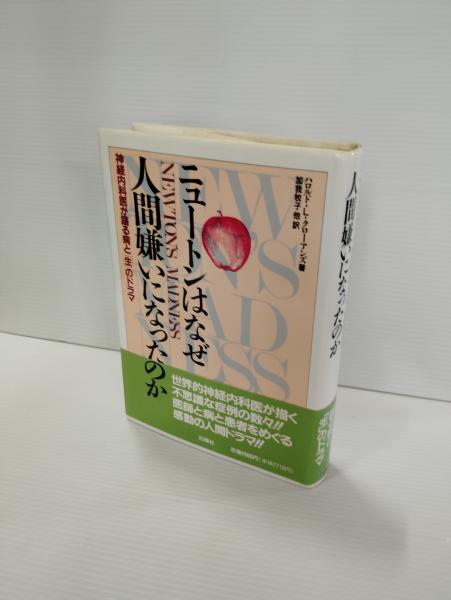 ハロルド・L・クローアンズ著
加我牧子 他 訳
ニュートンはなぜ
人間嫌いになったのか
NEWTON'S MADNESS
神経内科医が語る病と「生」のドラマ
NEW
TON'S
MAD
NESS
世界的神経内科医が描く
不思議な症例の数々!!
医師と病と患者をめぐる
感動の人間ドラマ!!
白揚社
人間嫌いになったのか